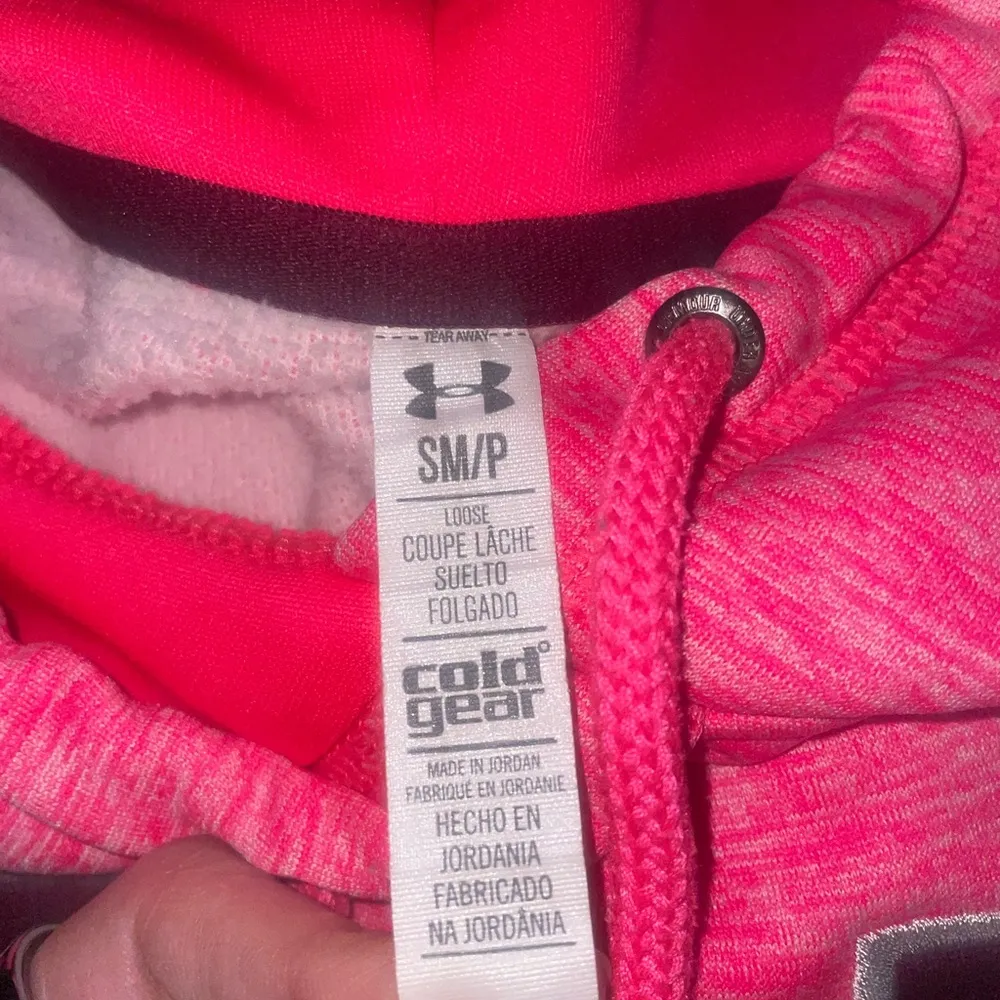 TEAR AWAY
SM/P
LOOSE
COUPE LÂCHE
SUELTO
FOLGADO
cold
gear
MADE IN JORDAN
FABRIQUÉ EN JORDANIE
HECHO EN
JORDANIA
FABRICADO
NA JORDÂNIA